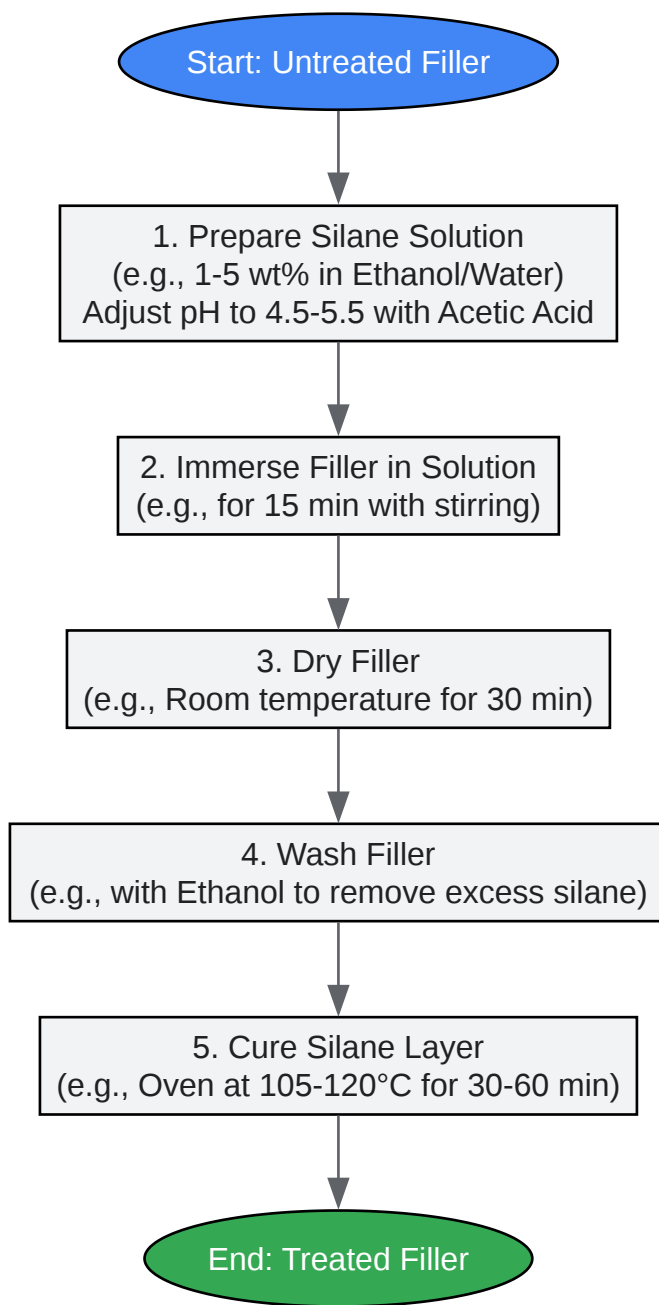 Start: Untreated Filler
1. Prepare Silane Solution
(e.g., 1-5 wt% in Ethanol/Water)
Adjust pH to 4.5-5.5 with Acetic Acid
2. Immerse Filler in Solution
(e.g., for 15 min with stirring)
3. Dry Filler
(e.g., Room temperature for 30 min)
4. Wash Filler
(e.g., with Ethanol to remove excess silane)
5. Cure Silane Layer
(e.g., Oven at 105-120°C for 30-60 min)
End: Treated Filler